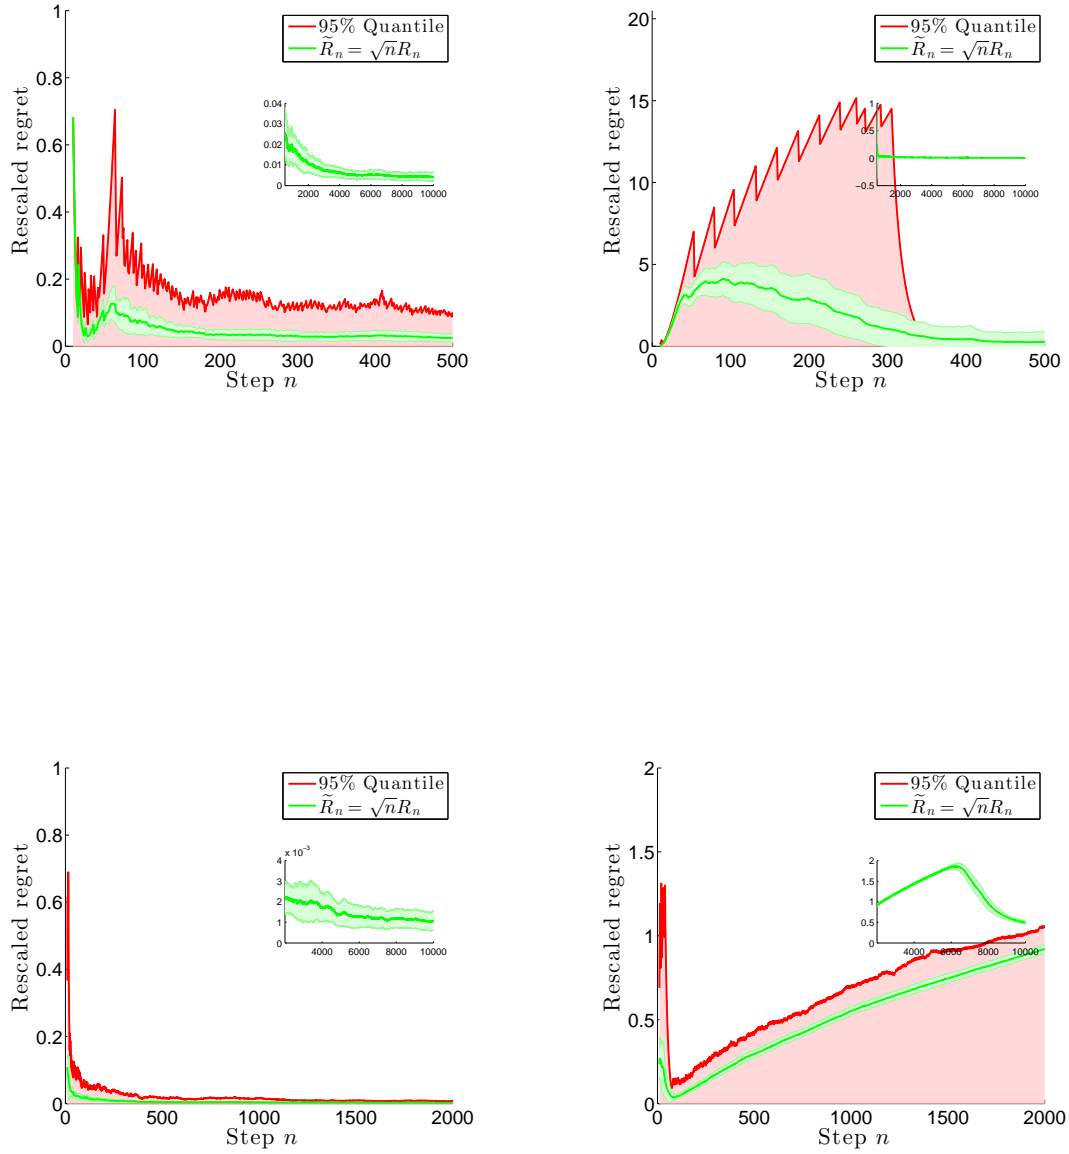 1
0.8
0.6
0.4
0.2
0
0 100 200 300 400 500
Step n
Rescaled regret
95% Quantile
R̃ₙ = √n Rₙ
0.04
0.03
0.02
0.01
0
2000 4000 6000 8000 10000
20
15
10
5
0
0 100 200 300 400 500
Step n
Rescaled regret
95% Quantile
R̃ₙ = √n Rₙ
1
0.5
0
−0.5
2000 4000 6000 8000 10000
1
0.8
0.6
0.4
0.2
0
0 500 1000 1500 2000
Step n
Rescaled regret
95% Quantile
R̃ₙ = √n Rₙ
x 10⁻³
4
3
2
1
0
4000 6000 8000 10000
2
1.5
1
0.5
0
0 500 1000 1500 2000
Step n
Rescaled regret
95% Quantile
R̃ₙ = √n Rₙ
2
1.5
1
0.5
0
4000 6000 8000 10000